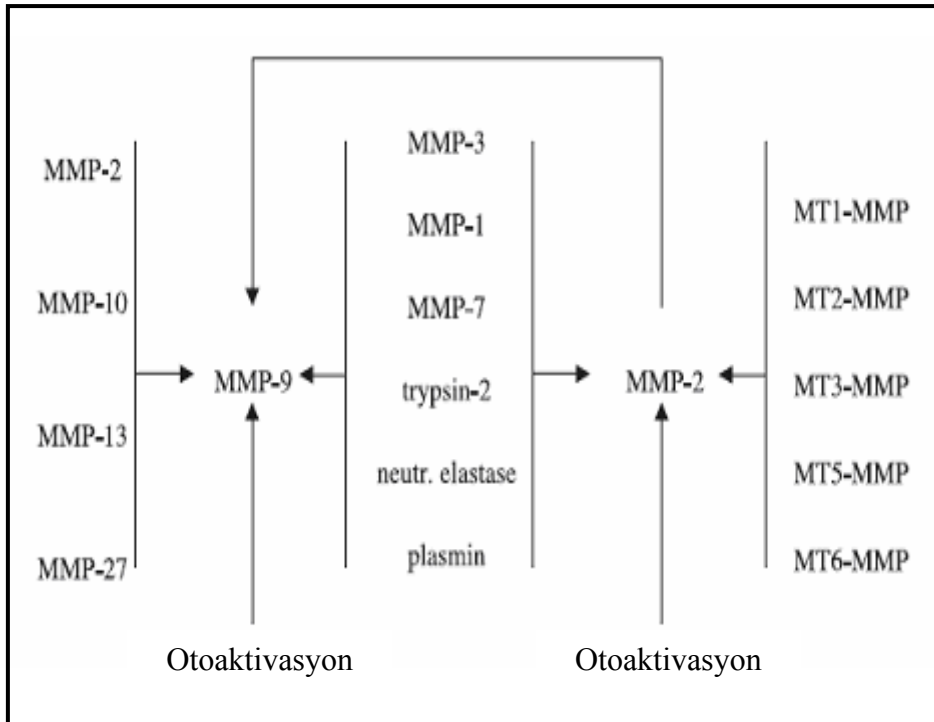 MMP-2
MMP-10
MMP-13
MMP-27
MMP-9
MMP-3
MMP-1
MMP-7
trypsin-2
neutr. elastase
plasmin
MMP-2
MT1-MMP
MT2-MMP
MT3-MMP
MT5-MMP
MT6-MMP
Otoaktivasyon
Otoaktivasyon